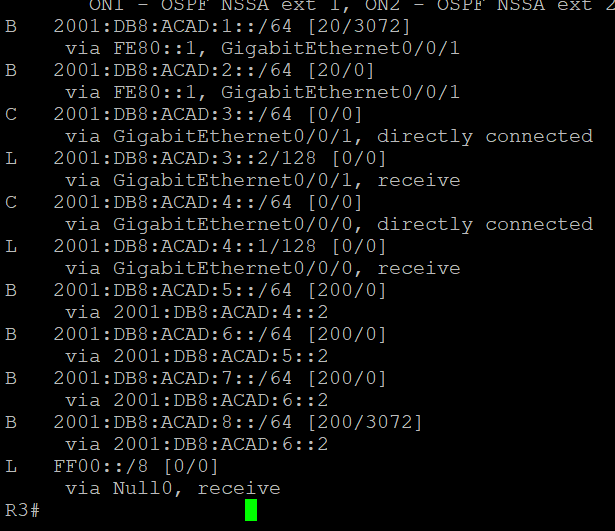 ON1 - OSPF NSSA ext 1, ON2 - OSPF NSSA ext 2
B   2001:DB8:ACAD:1::/64 [20/3072]
     via FE80::1, GigabitEthernet0/0/1
B   2001:DB8:ACAD:2::/64 [20/0]
     via FE80::1, GigabitEthernet0/0/1
C   2001:DB8:ACAD:3::/64 [0/0]
     via GigabitEthernet0/0/1, directly connected
L   2001:DB8:ACAD:3::2/128 [0/0]
     via GigabitEthernet0/0/1, receive
C   2001:DB8:ACAD:4::/64 [0/0]
     via GigabitEthernet0/0/0, directly connected
L   2001:DB8:ACAD:4::1/128 [0/0]
     via GigabitEthernet0/0/0, receive
B   2001:DB8:ACAD:5::/64 [200/0]
     via 2001:DB8:ACAD:4::2
B   2001:DB8:ACAD:6::/64 [200/0]
     via 2001:DB8:ACAD:5::2
B   2001:DB8:ACAD:7::/64 [200/0]
     via 2001:DB8:ACAD:6::2
B   2001:DB8:ACAD:8::/64 [200/3072]
     via 2001:DB8:ACAD:6::2
L   FF00::/8 [0/0]
     via Null0, receive
R3#